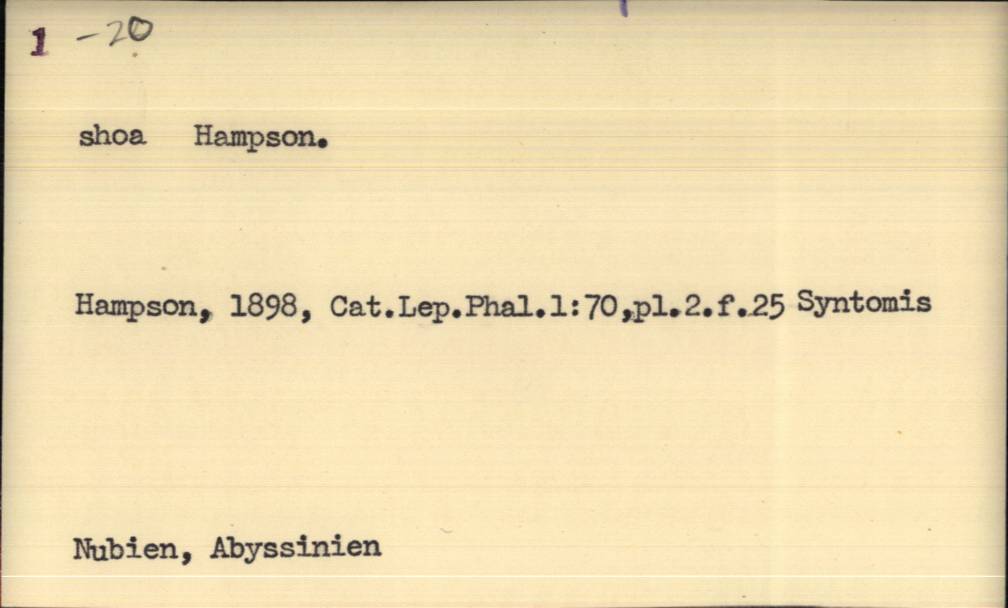 1 -20
shoa Hampson.
Hampson, 1898, Cat.Lep.Phal.1:70,pl.2.f.25 Syntomis
Nubien, Abyssinien